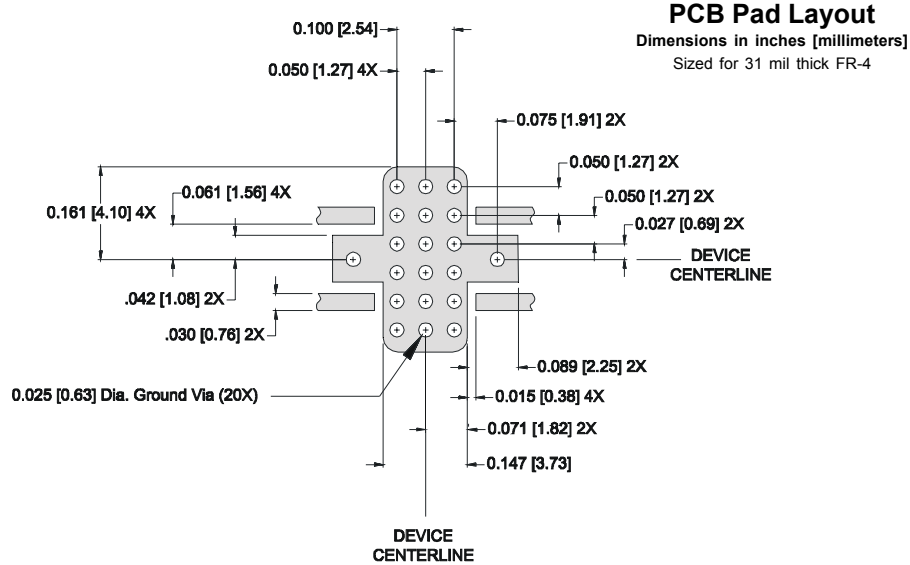 PCB Pad Layout
Dimensions in inches [millimeters]
Sized for 31 mil thick FR-4
0.100 [2.54]
0.050 [1.27] 4X
0.075 [1.91] 2X
0.050 [1.27] 2X
0.061 [1.56] 4X
0.050 [1.27] 2X
0.161 [4.10] 4X
0.027 [0.69] 2X
DEVICE
CENTERLINE
.042 [1.08] 2X
.030 [0.76] 2X
0.089 [2.25] 2X
0.025 [0.63] Dia. Ground Via (20X)
0.015 [0.38] 4X
0.071 [1.82] 2X
0.147 [3.73]
DEVICE
CENTERLINE